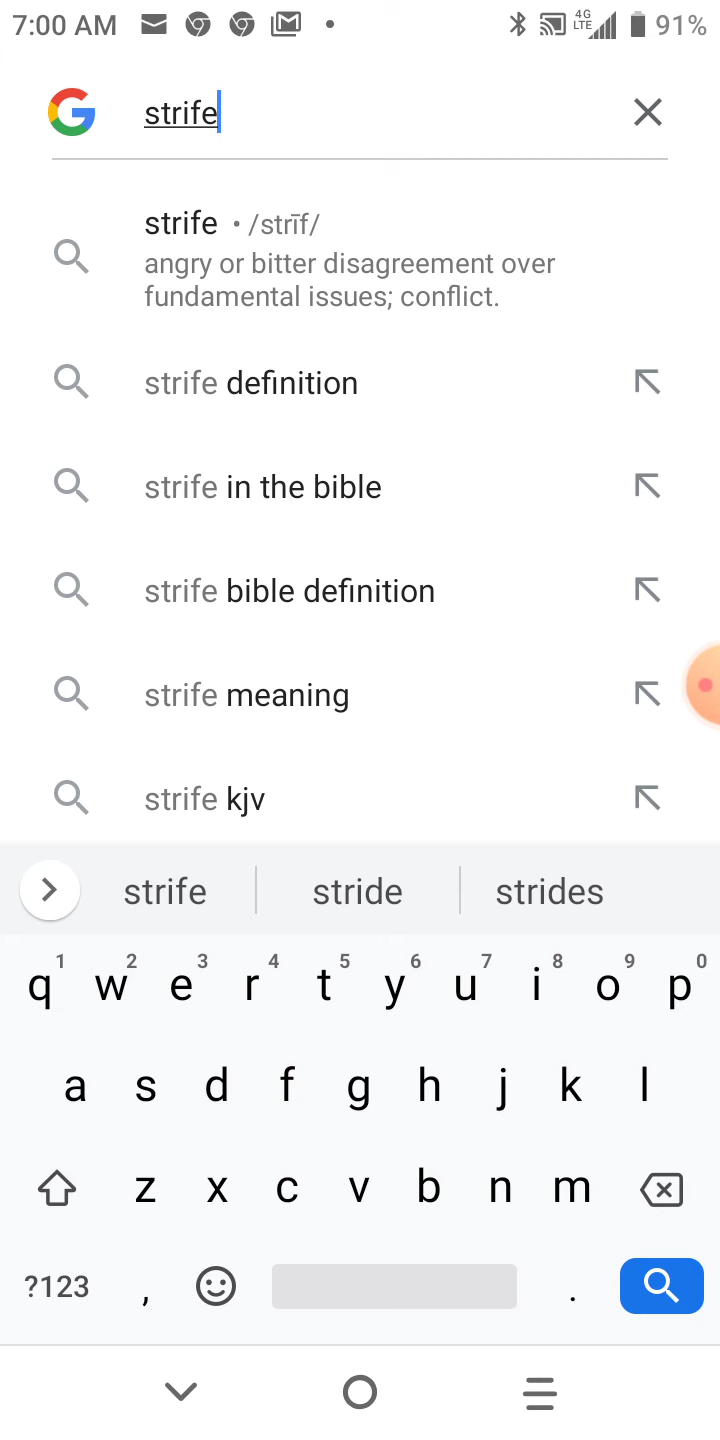 7:00 AM 4G LTE 91%
strife
strife • /strīf/
angry or bitter disagreement over
fundamental issues; conflict.
strife definition
strife in the bible
strife bible definition
strife meaning
strife kjv
strife stride strides
1 2 3 4 5 6 7 8 9 0
q w e r t y u i o p
a s d f g h j k l
z x c v b n m
?123 , .